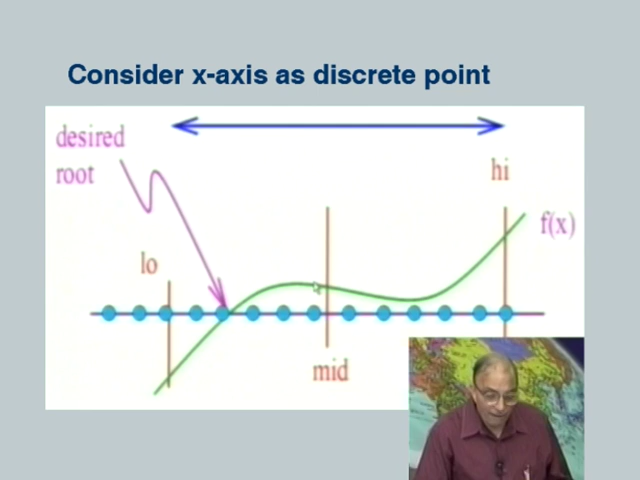 Consider x-axis as discrete point
desired
root
hi
f(x)
lo
mid